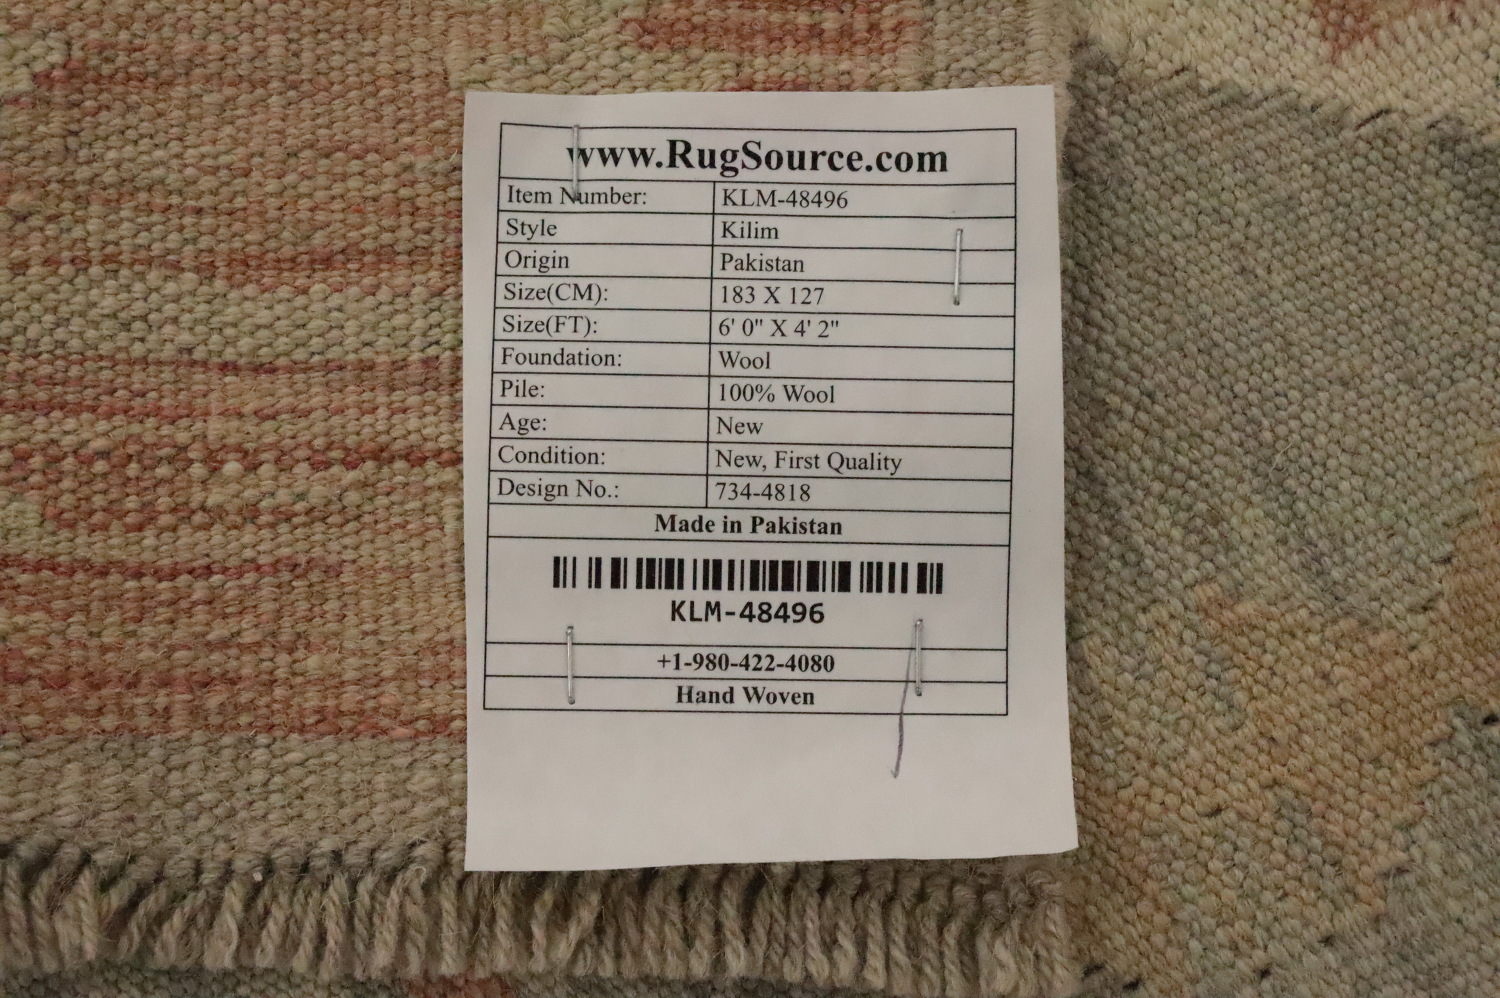 www.RugSource.com
Item Number: KLM-48496
Style Kilim
Origin Pakistan
Size(CM): 183 X 127
Size(FT): 6' 0" X 4' 2"
Foundation: Wool
Pile: 100% Wool
Age: New
Condition: New, First Quality
Design No.: 734-4818
Made in Pakistan
KLM-48496
+1-980-422-4080
Hand Woven